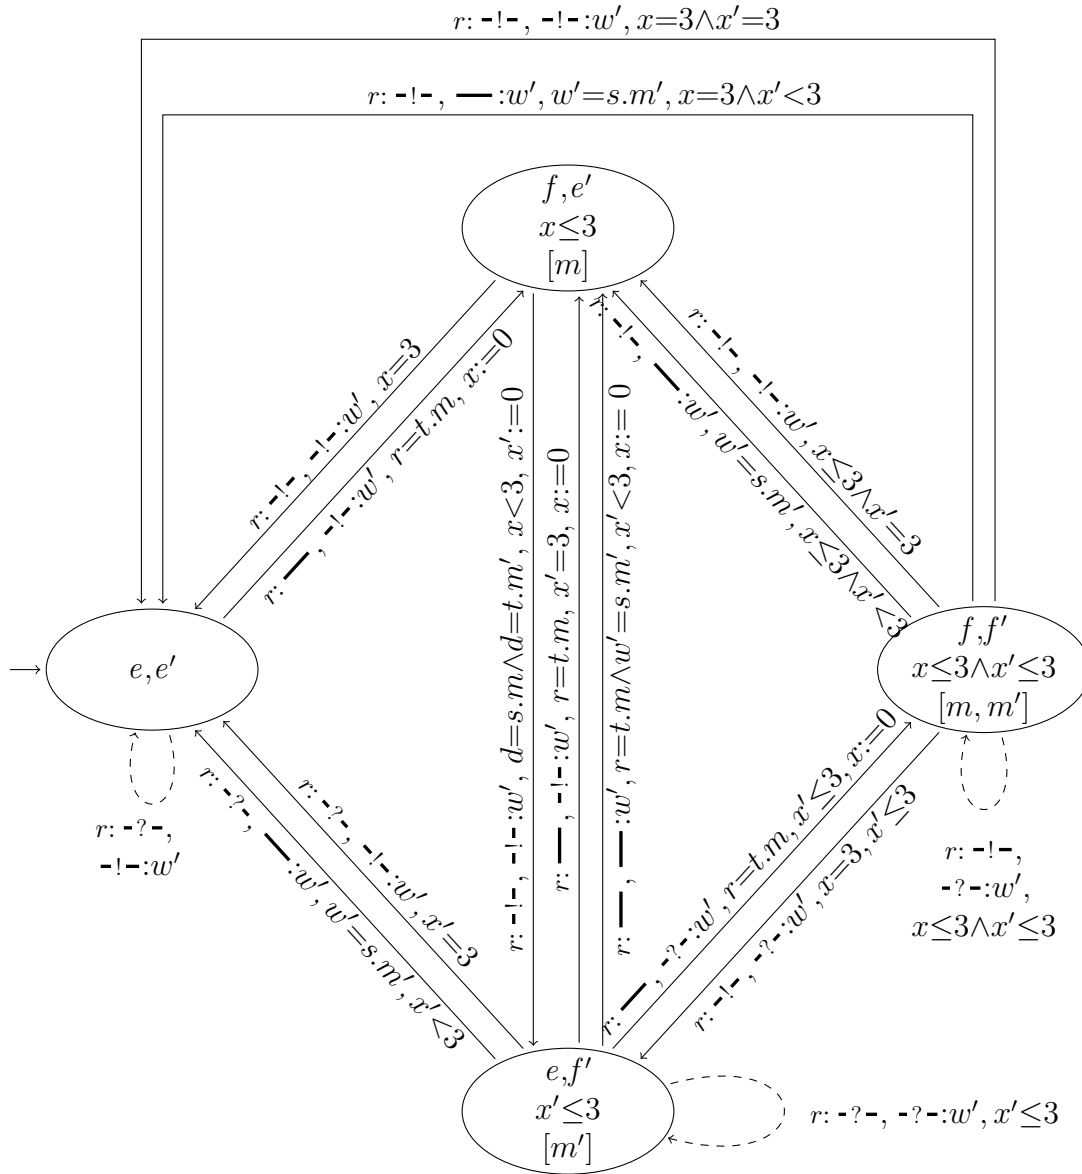 r: -!-, -!-:w′, x=3∧x′=3
r: -!-, —:w′, w′=s.m′, x=3∧x′<3
f,e′
x≤3
[m]
r: -!-, -!-:w′, x=3
r: —, -!-:w′, r=t.m, x:=0
r: -!-, -!-:w′, d=s.m∧d=t.m′, x<3, x′:=0
r: —, -!-:w′, r=t.m, x′=3, x:=0
r: —, —:w′, r=t.m∧w′=s.m′, x′<3, x:= 0
r: -!-, —:w′, w′=s.m′, x≤3∧x′<3
r: -!-, -!-:w′, x≤3∧x′=3
e,e′
f,f′
x≤3∧x′≤3
[m, m′]
r: -?-,
-!-:w′
r: -?-, —:w′, w′=s.m′, x′<3
r: -?-, -!-:w′, x′=3
r: —, -?-:w′, r=t.m, x′≤3, x:=0
r: -!-, -?-:w′, x=3, x′≤3
r: -!-,
-?-:w′,
x≤3∧x′≤3
e,f′
x′≤3
[m′]
r: -?-, -?-:w′, x′≤3